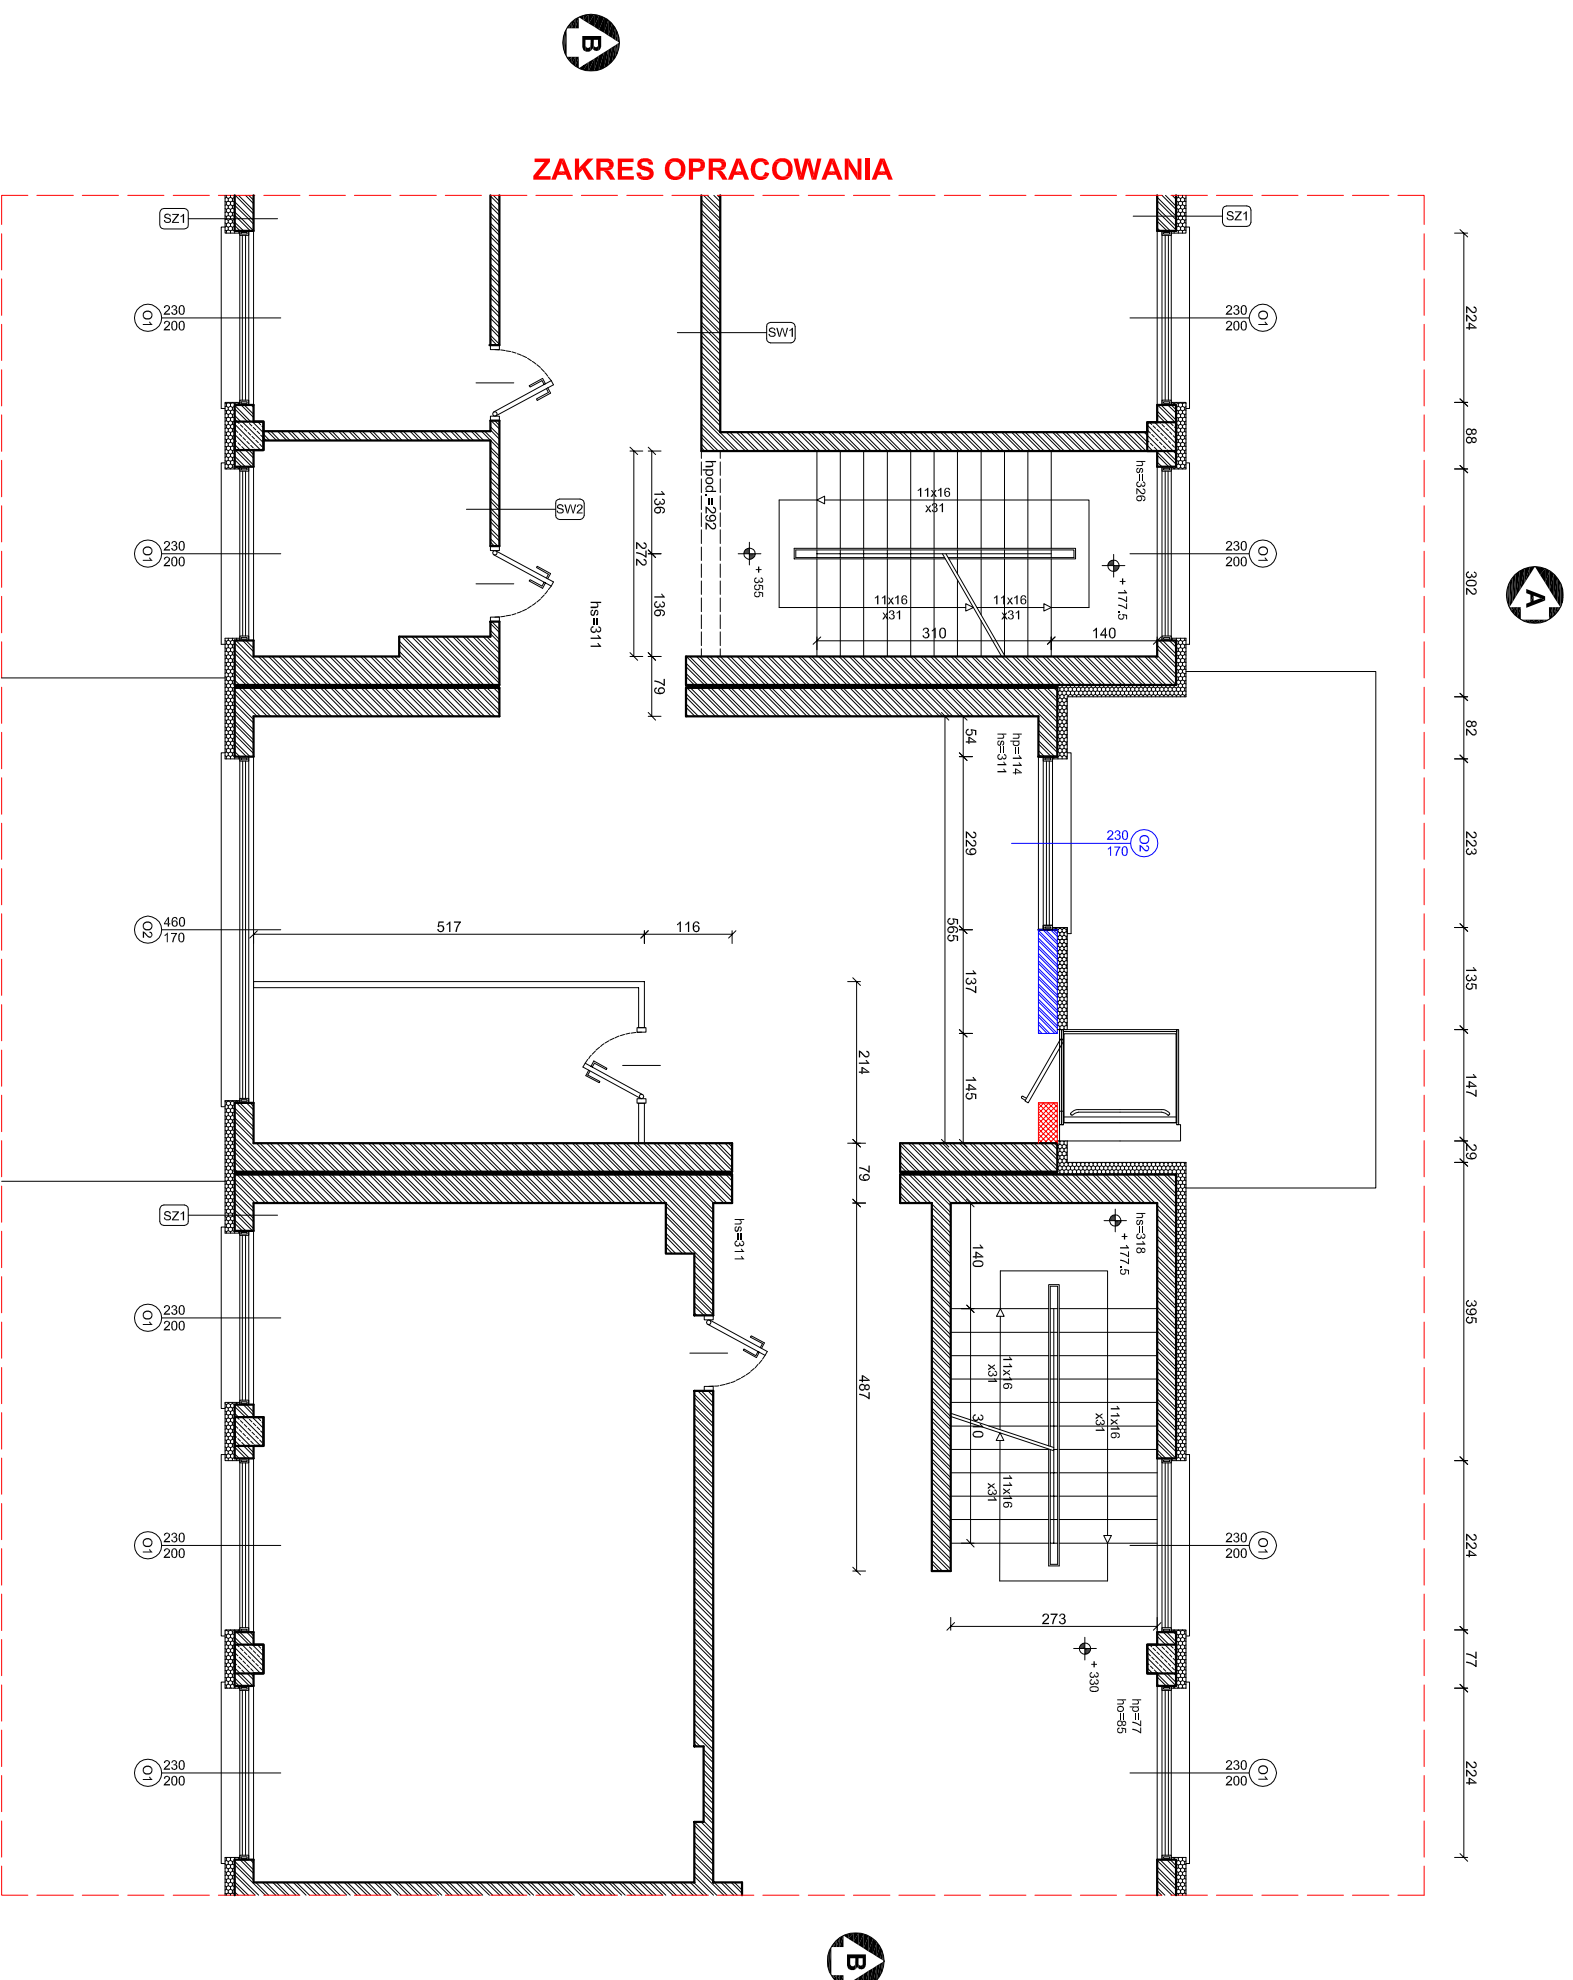 B
ZAKRES OPRACOWANIA
SZ1
SZ1
224
O1
230
200
230
200
O1
SW1
88
hs=326
hpod.=292
136
11x16
x31
SW2
O1
230
200
272
+ 355
+ 177.5
230
200
O1
302
A
hs=311
136
11x16
x31
11x16
x31
310
140
79
82
54
hp=114
hs=311
229
230
170
O2
223
O2
460
170
517
116
565
137
135
214
145
147
79
29
SZ1
hs=311
hs=318
+ 177.5
140
O1
230
200
395
11x16
x31
487
310
11x16
x31
11x16
x31
O1
230
200
230
200
O1
224
273
+ 330
77
hp=77
ho=85
O1
230
200
230
200
O1
224
B